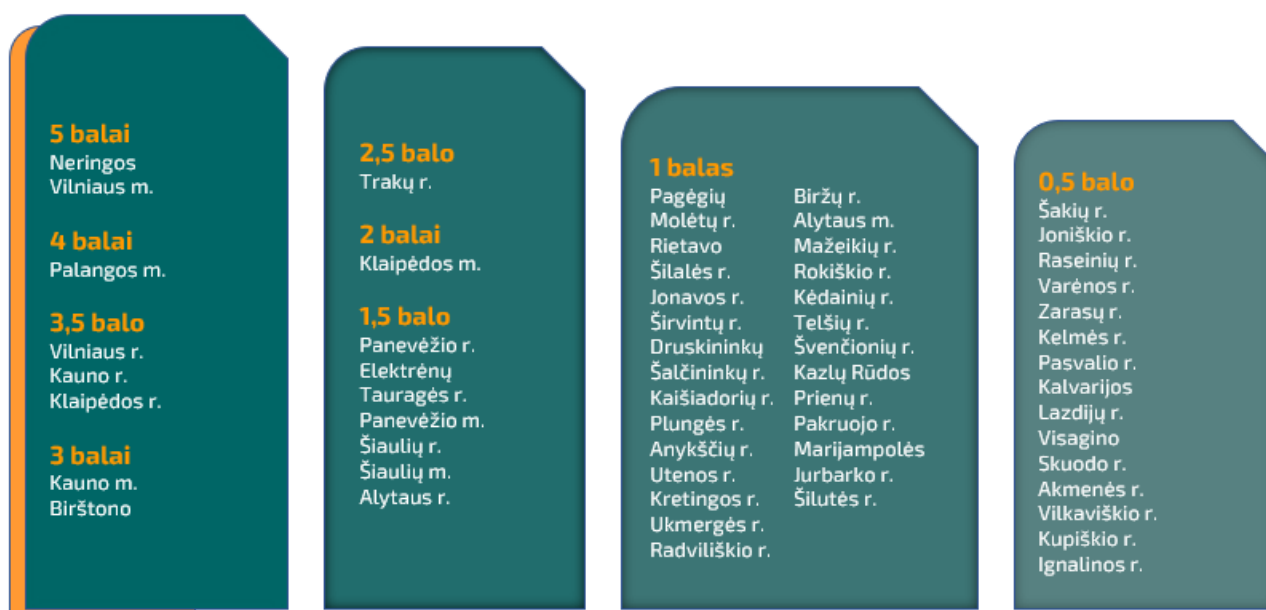 5 balai
Neringos
Vilniaus m.
4 balai
Palangos m.
3,5 balo
Vilniaus r.
Kauno r.
Klaipėdos r.
3 balai
Kauno m.
Birštono
2,5 balo
Trakų r.
2 balai
Klaipėdos m.
1,5 balo
Panevėžio r.
Elektrėnų
Tauragės r.
Panevėžio m.
Šiaulių r.
Šiaulių m.
Alytaus r.
1 balas
Pagėgių
Molėtų r.
Rietavo
Šilalės r.
Jonavos r.
Širvintų r.
Druskininkų
Šalčininkų r.
Kaišiadorių r.
Plungės r.
Anykščių r.
Utenos r.
Kretingos r.
Ukmergės r.
Radviliškio r.
Biržų r.
Alytaus m.
Mažeikių r.
Rokiškio r.
Kėdainių r.
Telšių r.
Švenčionių r.
Kazlų Rūdos
Prienų r.
Pakruojo r.
Marijampolės
Jurbarko r.
Šilutės r.
0,5 balo
Šakių r.
Joniškio r.
Raseinių r.
Varėnos r.
Zarasų r.
Kelmės r.
Pasvalio r.
Kalvarijos
Lazdijų r.
Visagino
Skuodo r.
Akmenės r.
Vilkaviškio r.
Kupiškio r.
Ignalinos r.